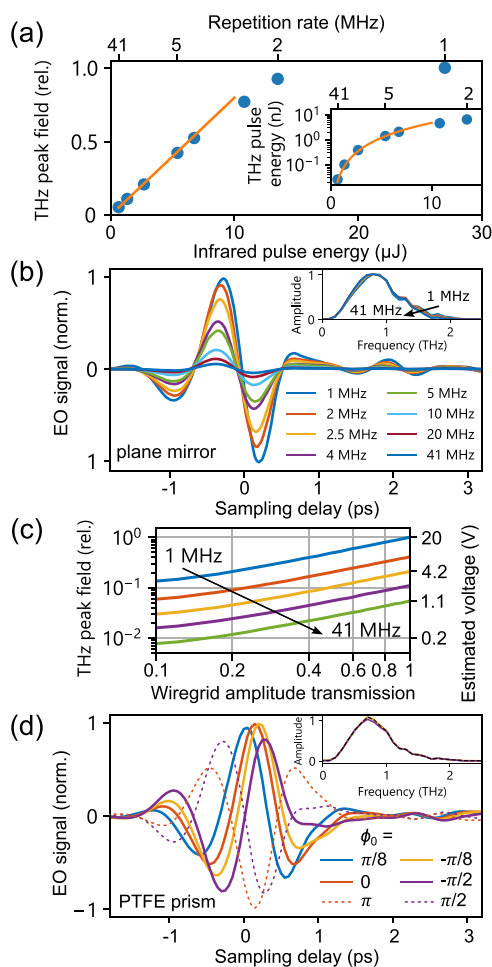 (a)
Repetition rate (MHz)
41 5 2 1
THz peak field (rel.)
1.0
0.5
0
0 10 20 30
Infrared pulse energy (µJ)
41 5 2
THz pulse
energy (nJ)
10¹
10⁰
10⁻¹
0 10
(b)
EO signal (norm.)
1
0
1
plane mirror
1 MHz
2 MHz
2.5 MHz
4 MHz
5 MHz
10 MHz
20 MHz
41 MHz
-1 0 1 2 3
Sampling delay (ps)
Amplitude
1
0
41 MHz
1 MHz
0 1 2
Frequency (THz)
(c)
THz peak field (rel.)
10⁰
10⁻¹
10⁻²
1 MHz
41 MHz
20
4.2
1.1
0.2
Estimated voltage (V)
0.1 0.2 0.4 0.6 0.8 1
Wiregrid amplitude transmission
(d)
EO signal (norm.)
1
0
−1
PTFE prism
ϕ₀ =
π/8
0
π
-π/8
-π/2
π/2
-1 0 1 2 3
Sampling delay (ps)
Amplitude
1
0
0 1 2
Frequency (THz)